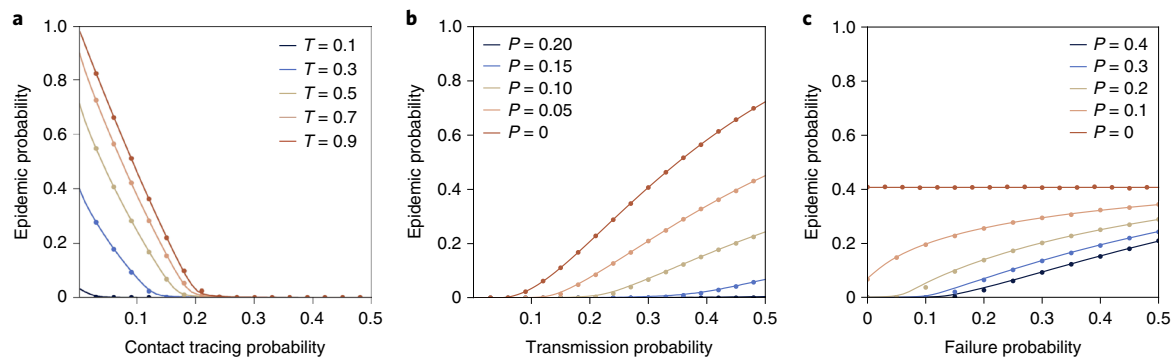 a
Epidemic probability
1.0
0.8
0.6
0.4
0.2
0
0.1
0.2
0.3
0.4
0.5
Contact tracing probability
T = 0.1
T = 0.3
T = 0.5
T = 0.7
T = 0.9
b
Epidemic probability
1.0
0.8
0.6
0.4
0.2
0
0.1
0.2
0.3
0.4
0.5
Transmission probability
P = 0.20
P = 0.15
P = 0.10
P = 0.05
P = 0
c
Epidemic probability
1.0
0.8
0.6
0.4
0.2
0
0
0.1
0.2
0.3
0.4
0.5
Failure probability
P = 0.4
P = 0.3
P = 0.2
P = 0.1
P = 0